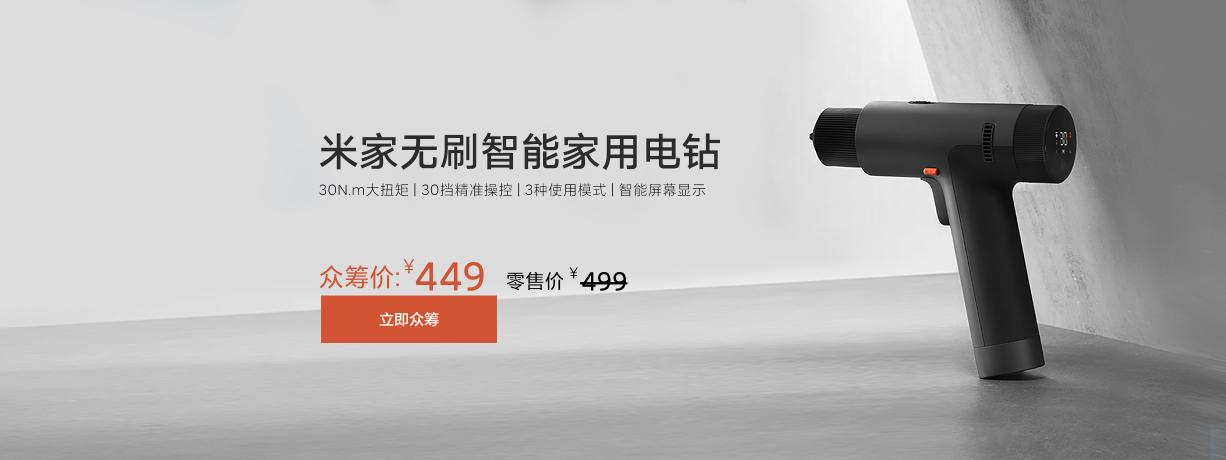 米家无刷智能家用电钻
30N.m大扭矩 | 30挡精准操控 | 3种使用模式 | 智能屏幕显示
众筹价:¥449 零售价 ¥499
立即众筹
30